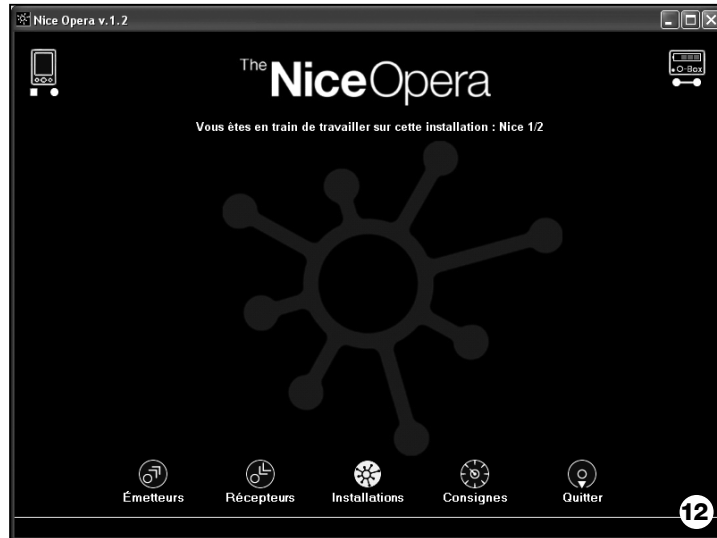 Nice Opera v.1.2
The NiceOpera
O-Box
Vous êtes en train de travailler sur cette installation : Nice 1/2
Émetteurs Récepteurs Installations Consignes Quitter
12